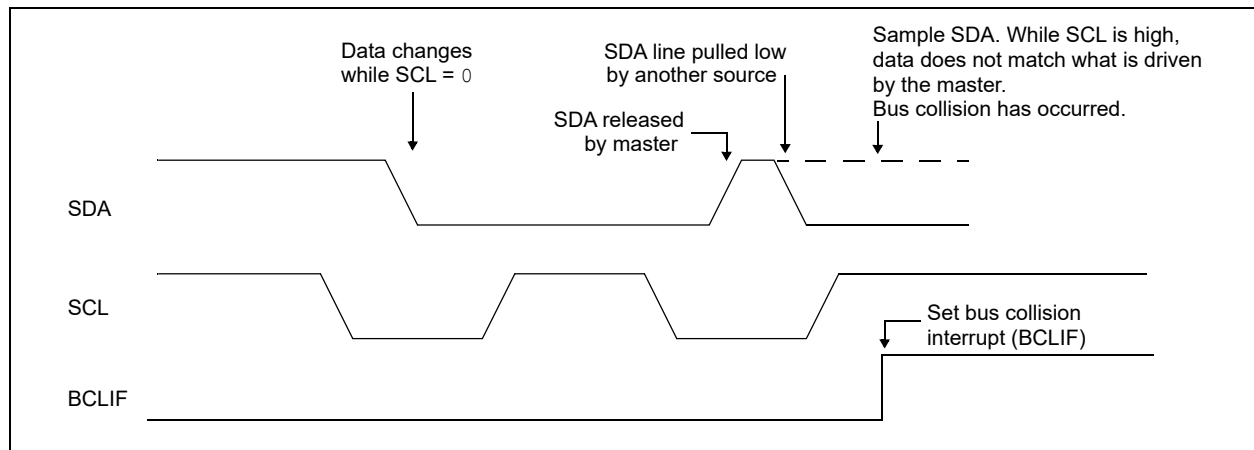 Data changes
while SCL = 0
SDA line pulled low
by another source
SDA released
by master
Sample SDA. While SCL is high,
data does not match what is driven
by the master.
Bus collision has occurred.
SDA
SCL
Set bus collision
interrupt (BCLIF)
BCLIF